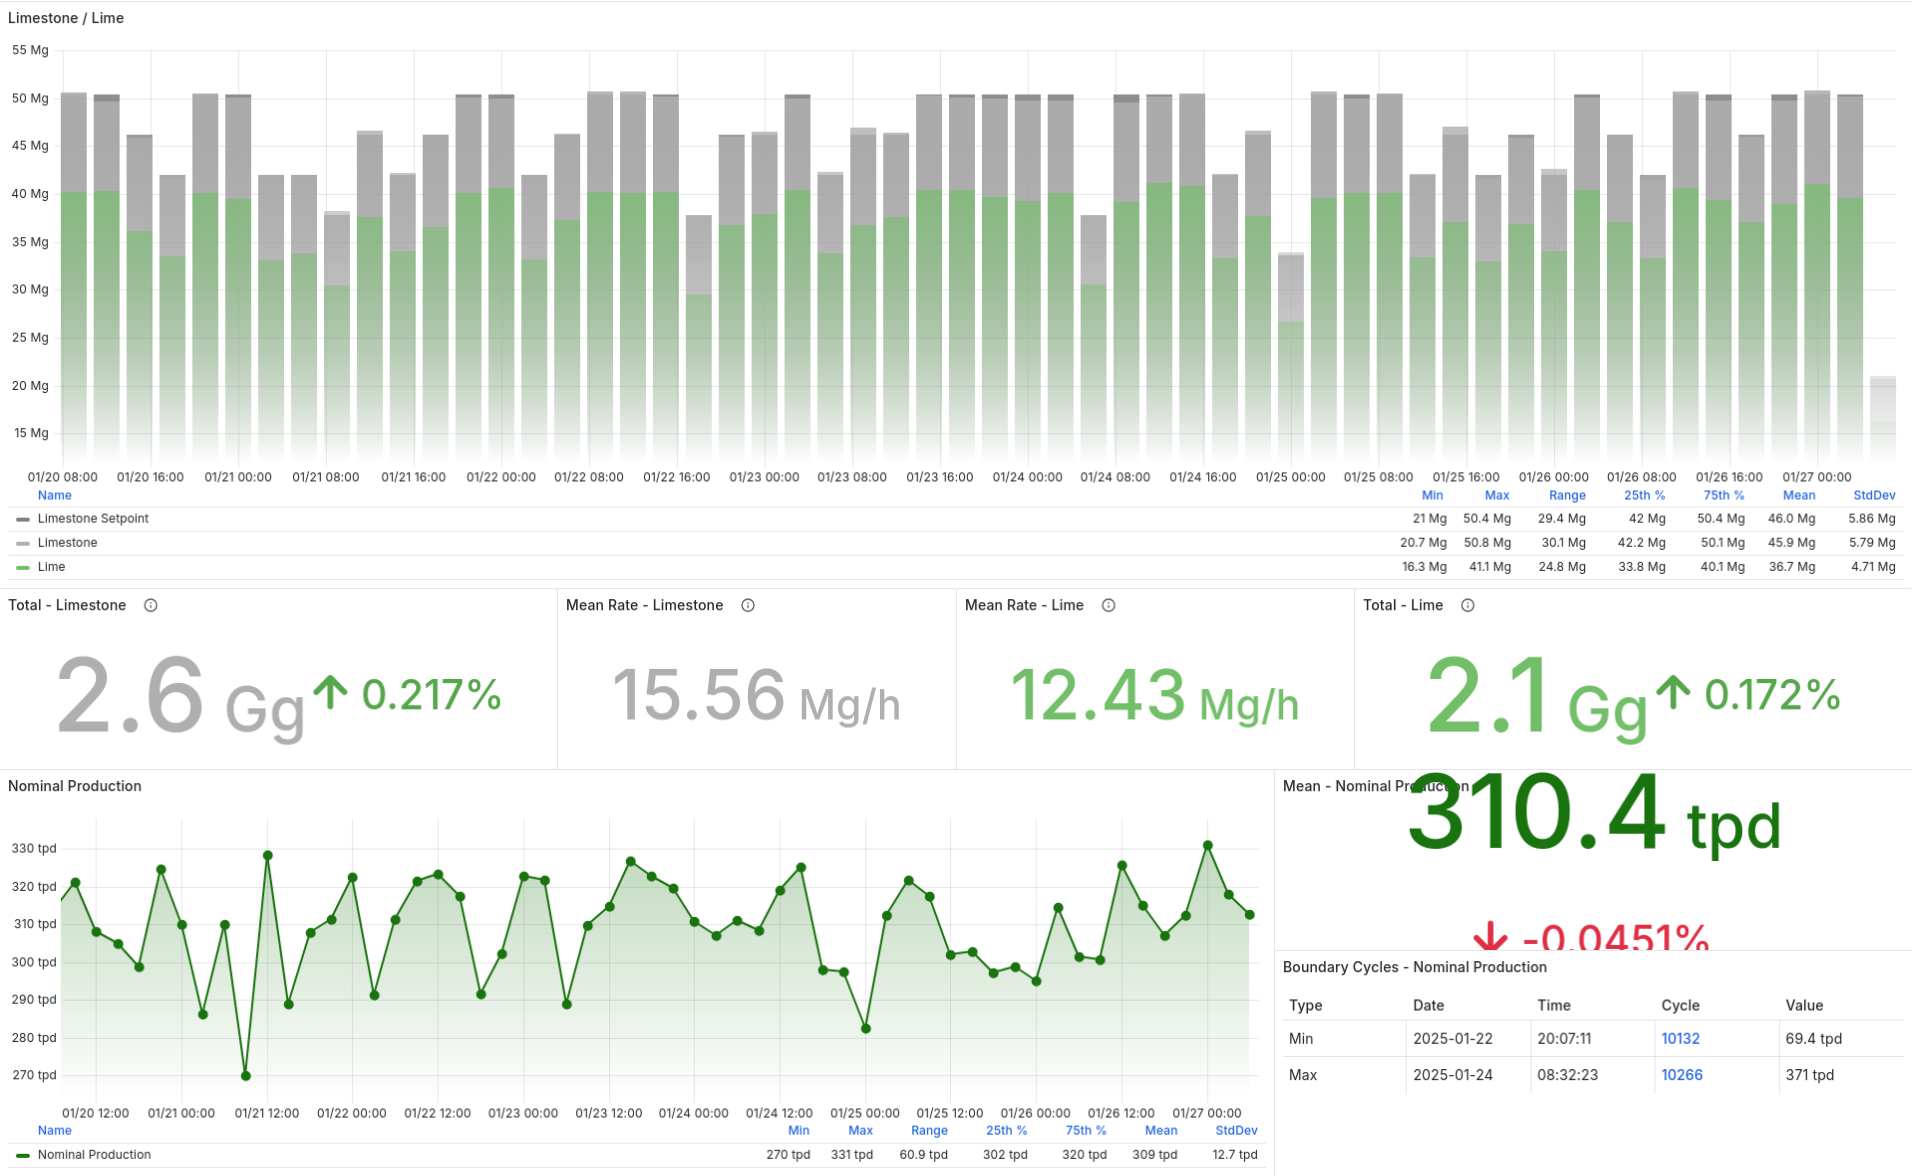 Limestone / Lime
55 Mg
50 Mg
45 Mg
40 Mg
35 Mg
30 Mg
25 Mg
20 Mg
15 Mg
01/20 08:00 01/20 16:00 01/21 00:00 01/21 08:00 01/21 16:00 01/22 00:00 01/22 08:00 01/22 16:00 01/23 00:00 01/23 08:00 01/23 16:00 01/24 00:00 01/24 08:00 01/24 16:00 01/25 00:00 01/25 08:00 01/25 16:00 01/26 00:00 01/26 08:00 01/26 16:00 01/27 00:00
Name Min Max Range 25th % 75th % Mean StdDev
Limestone Setpoint 21 Mg 50.4 Mg 29.4 Mg 42 Mg 50.4 Mg 46.0 Mg 5.86 Mg
Limestone 20.7 Mg 50.8 Mg 30.1 Mg 42.2 Mg 50.1 Mg 45.9 Mg 5.79 Mg
Lime 16.3 Mg 41.1 Mg 24.8 Mg 33.8 Mg 40.1 Mg 36.7 Mg 4.71 Mg
Total - Limestone
2.6 Gg 0.217%
Mean Rate - Limestone
15.56 Mg/h
Mean Rate - Lime
12.43 Mg/h
Total - Lime
2.1 Gg 0.172%
Nominal Production
330 tpd
320 tpd
310 tpd
300 tpd
290 tpd
280 tpd
270 tpd
01/20 12:00 01/21 00:00 01/21 12:00 01/22 00:00 01/22 12:00 01/23 00:00 01/23 12:00 01/24 00:00 01/24 12:00 01/25 00:00 01/25 12:00 01/26 00:00 01/26 12:00 01/27 00:00
Name Min Max Range 25th % 75th % Mean StdDev
Nominal Production 270 tpd 331 tpd 60.9 tpd 302 tpd 320 tpd 309 tpd 12.7 tpd
Mean - Nominal Production
310.4 tpd
-0.0451%
Boundary Cycles - Nominal Production
Type Date Time Cycle Value
Min 2025-01-22 20:07:11 10132 69.4 tpd
Max 2025-01-24 08:32:23 10266 371 tpd